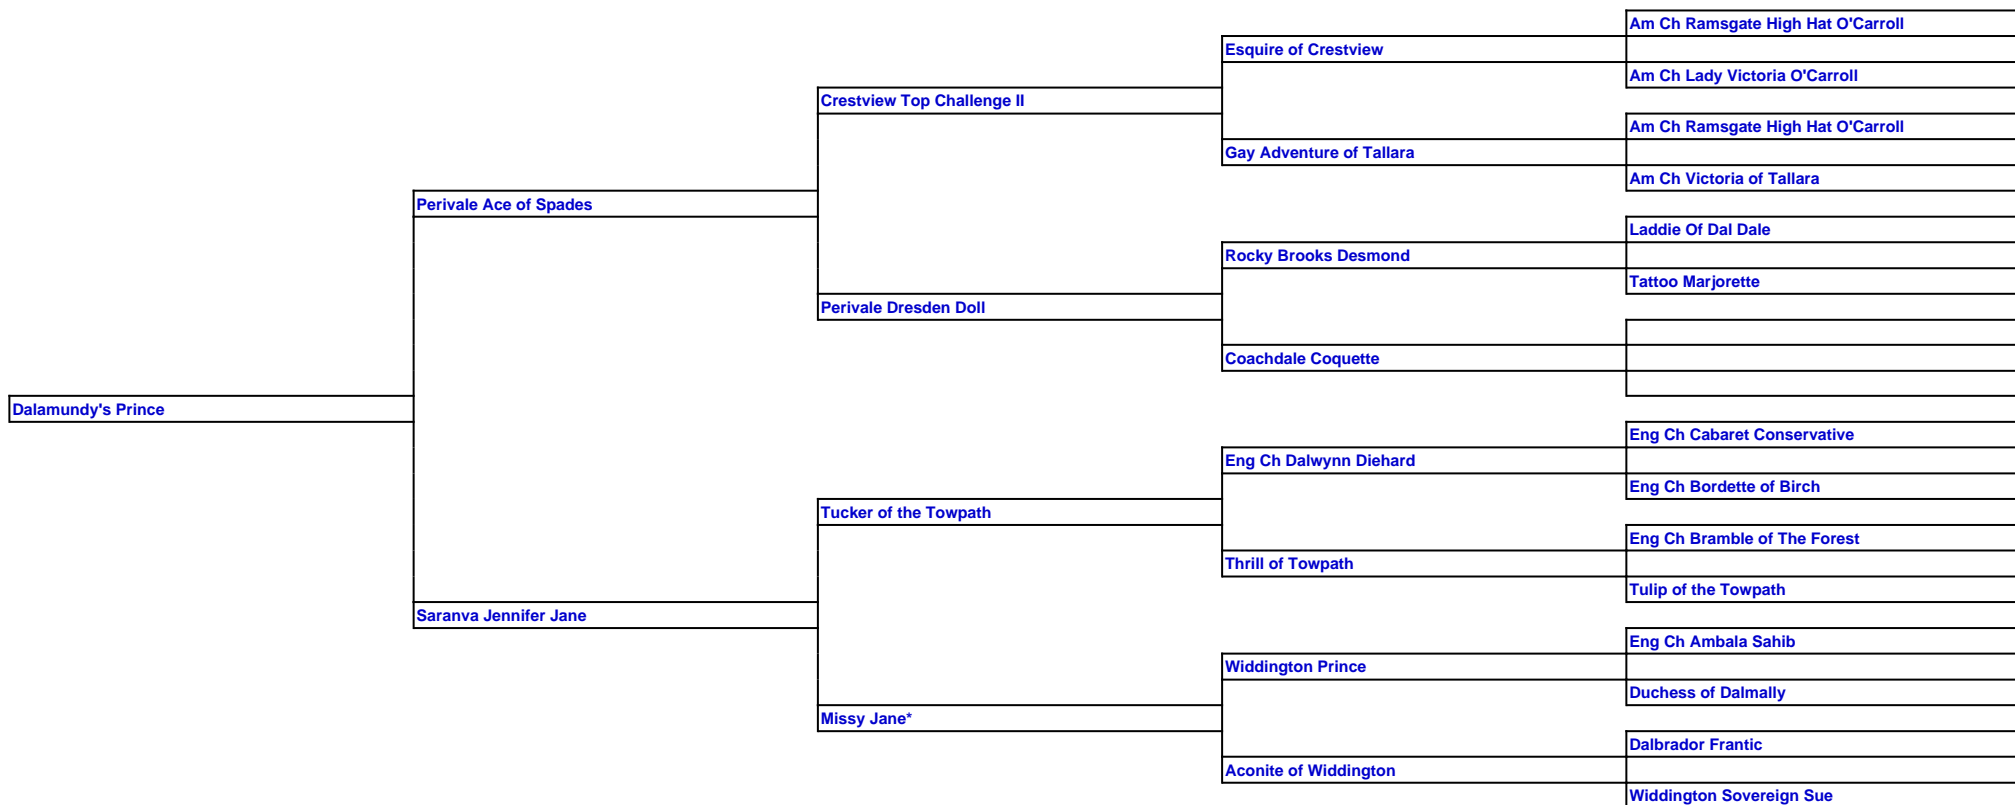 Am Ch Ramsgate High Hat O'Carroll
Esquire of Crestview
Am Ch Lady Victoria O'Carroll
Crestview Top Challenge II
Am Ch Ramsgate High Hat O'Carroll
Gay Adventure of Tallara
Am Ch Victoria of Tallara
Perivale Ace of Spades
Laddie Of Dal Dale
Rocky Brooks Desmond
Tattoo Marjorette
Perivale Dresden Doll
Coachdale Coquette
Dalamundy's Prince
Eng Ch Cabaret Conservative
Eng Ch Dalwynn Diehard
Eng Ch Bordette of Birch
Tucker of the Towpath
Eng Ch Bramble of The Forest
Thrill of Towpath
Tulip of the Towpath
Saranva Jennifer Jane
Eng Ch Ambala Sahib
Widdington Prince
Duchess of Dalmally
Missy Jane*
Dalbrador Frantic
Aconite of Widdington
Widdington Sovereign Sue